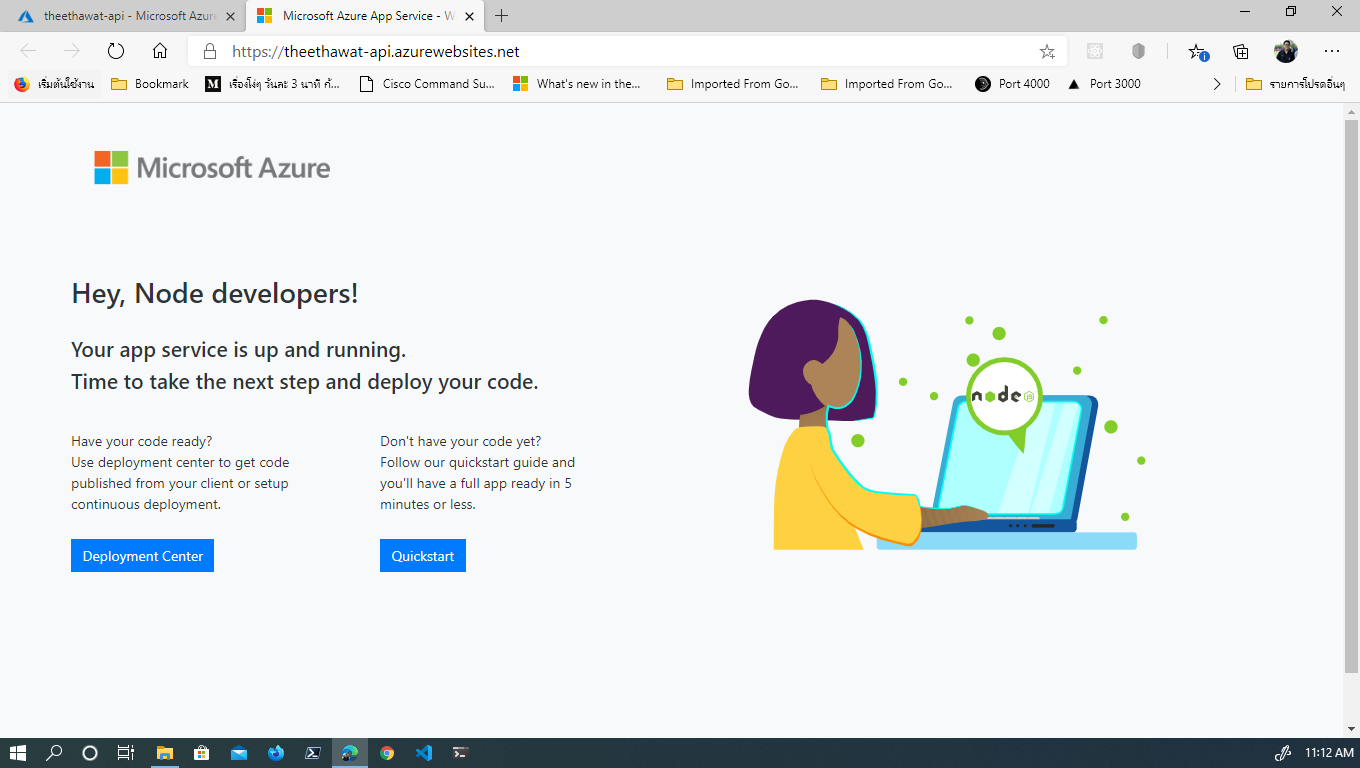 theethawat-api - Microsoft Azure
Microsoft Azure App Service - W
https://theethawat-api.azurewebsites.net
1
เริ่มต้นใช้งาน
Bookmark
เรื่องโง่ๆ วันละ 3 นาที ที่...
Cisco Command Su...
What's new in the...
Imported From Go...
Imported From Go...
Port 4000
Port 3000
รายการโปรดอื่นๆ
Microsoft Azure
Hey, Node developers!
Your app service is up and running.
Time to take the next step and deploy your code.
Have your code ready?
Use deployment center to get code
published from your client or setup
continuous deployment.
Deployment Center
Don't have your code yet?
Follow our quickstart guide and
you'll have a full app ready in 5
minutes or less.
Quickstart
node JS
11:12 AM